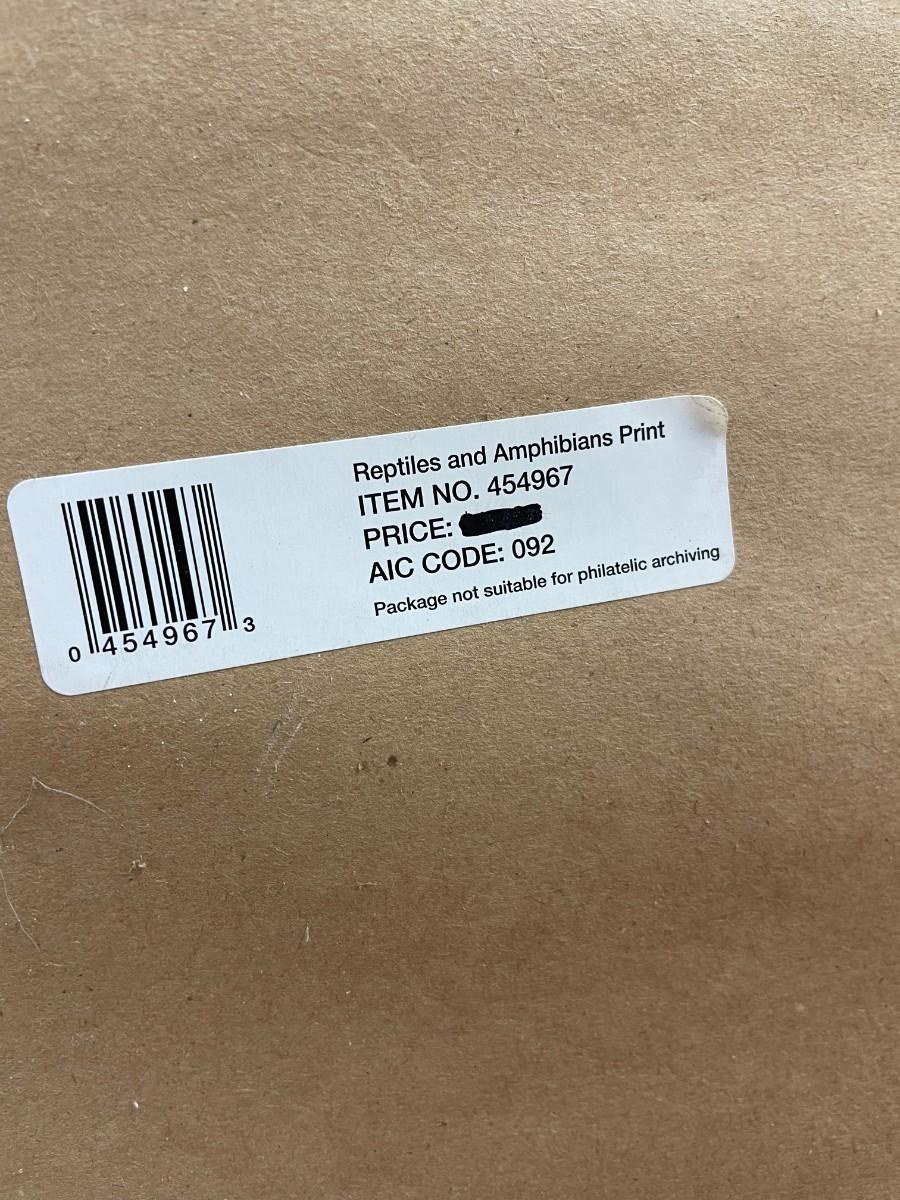 Reptiles and Amphibians Print
ITEM NO. 454967
PRICE:
AIC CODE: 092
Package not suitable for philatelic archiving
0 454967 3